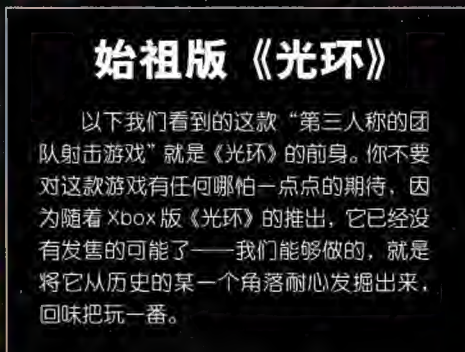 始祖版《光环》
以下我们看到的这款“第三人称的团
队射击游戏”就是《光环》的前身。你不要
对这款游戏有任何哪怕一点点的期待，因
为随着Xbox版《光环》的推出，它已经没
有发售的可能了——我们能够做的，就是
将它从历史的某一个角落耐心发掘出来，
回味把玩一番。